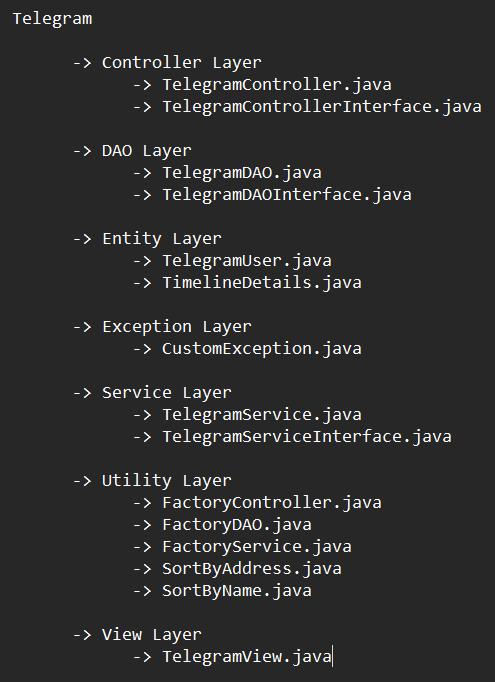 Telegram
-> Controller Layer
-> TelegramController.java
-> TelegramControllerInterface.java
-> DAO Layer
-> TelegramDAO.java
-> TelegramDAOInterface.java
-> Entity Layer
-> TelegramUser.java
-> TimelineDetails.java
-> Exception Layer
-> CustomException.java
-> Service Layer
-> TelegramService.java
-> TelegramServiceInterface.java
-> Utility Layer
-> FactoryController.java
-> FactoryDAO.java
-> FactoryService.java
-> SortByAddress.java
-> SortByName.java
-> View Layer
-> TelegramView.java